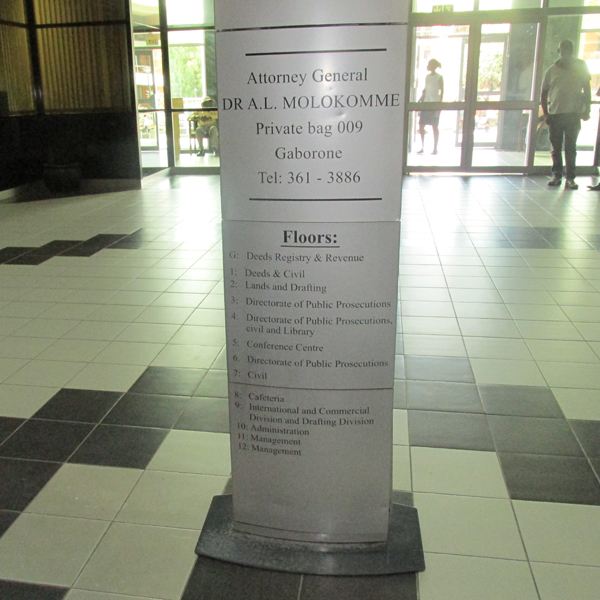 Attorney General
DR A.L. MOLOKOMME
Private bag 009
Gaborone
Tel: 361 - 3886
Floors:
G: Deeds Registry & Revenue
1: Deeds & Civil
2: Lands and Drafting
3: Directorate of Public Prosecutions
4: Directorate of Public Prosecutions,
civil and Library
5: Conference Centre
6: Directorate of Public Prosecutions
7: Civil
8: Cafeteria
9: International and Commercial
Division and Drafting Division
10: Administration
11: Management
12: Management